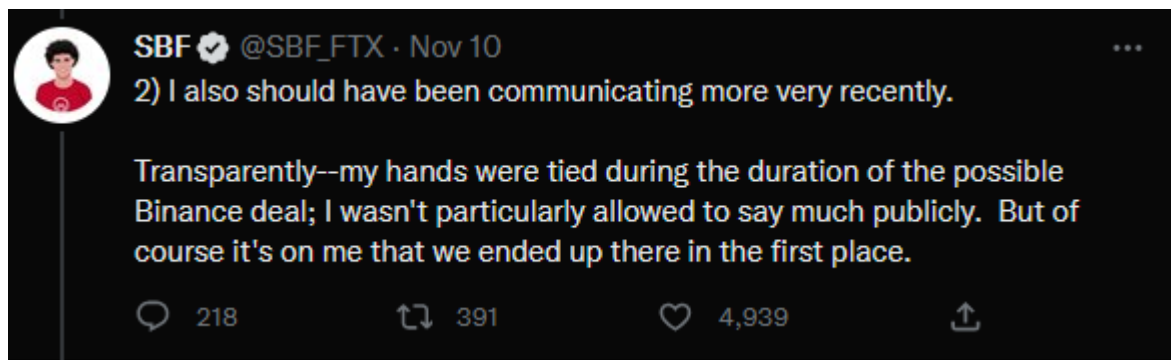 SBF @SBF_FTX · Nov 10
2) I also should have been communicating more very recently.
Transparently--my hands were tied during the duration of the possible
Binance deal; I wasn't particularly allowed to say much publicly.  But of
course it's on me that we ended up there in the first place.
218 391 4,939